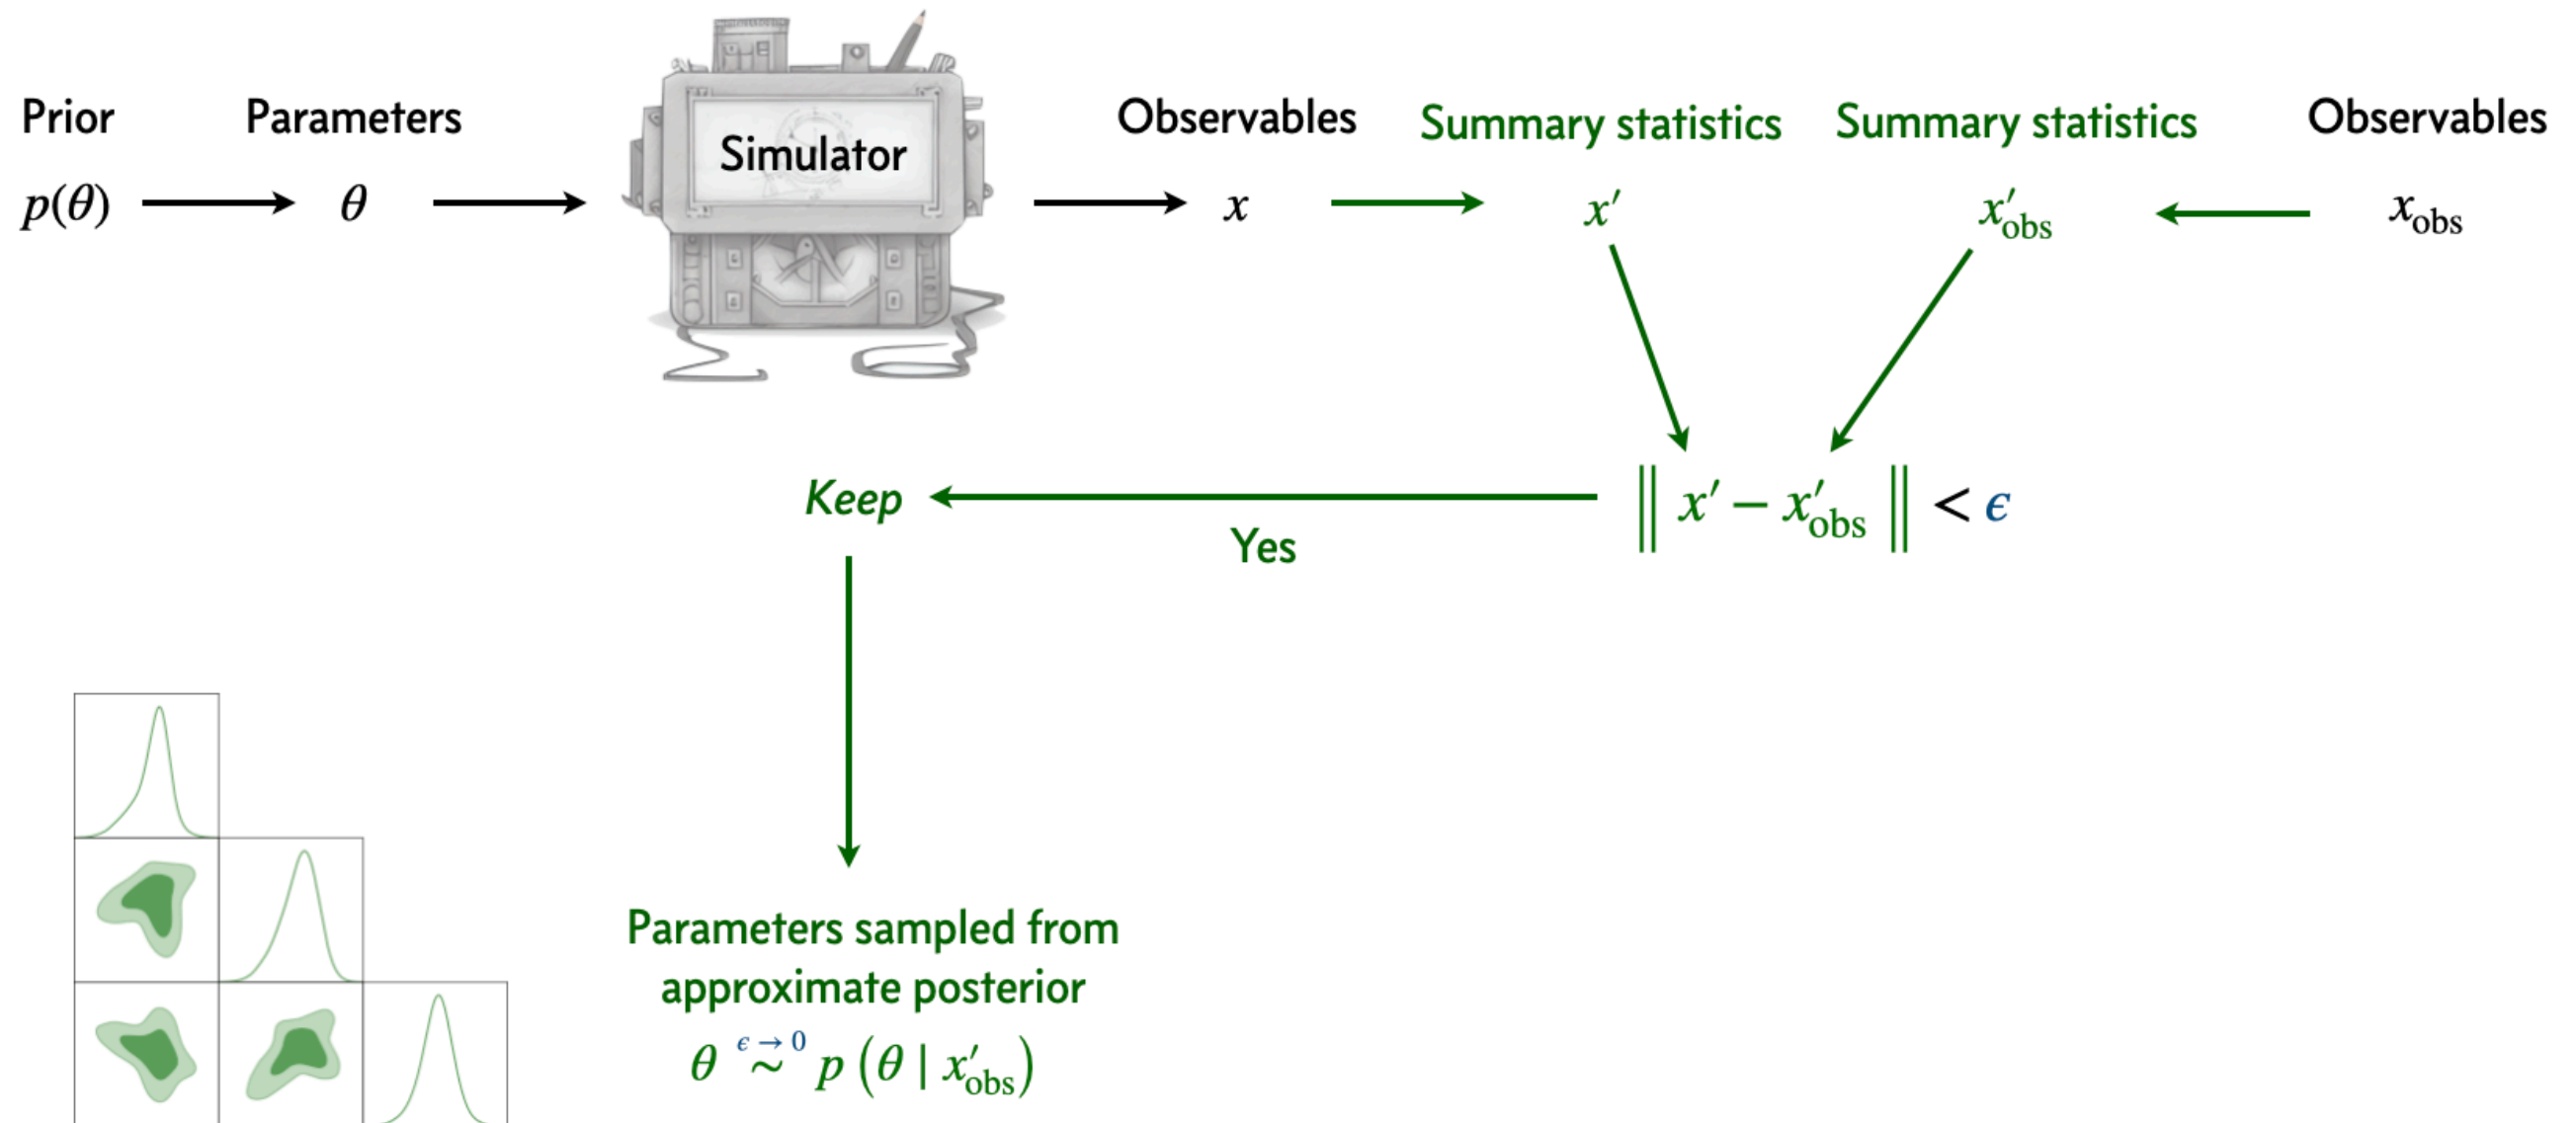 Prior
Parameters
Simulator
Observables
Summary statistics
Summary statistics
Observables
p(θ)
θ
x
x′
x′obs
xobs
Keep
Yes
‖ x′ − x′obs ‖ < ϵ
Parameters sampled from
approximate posterior
θ ϵ → 0 ~ p (θ | x′obs)